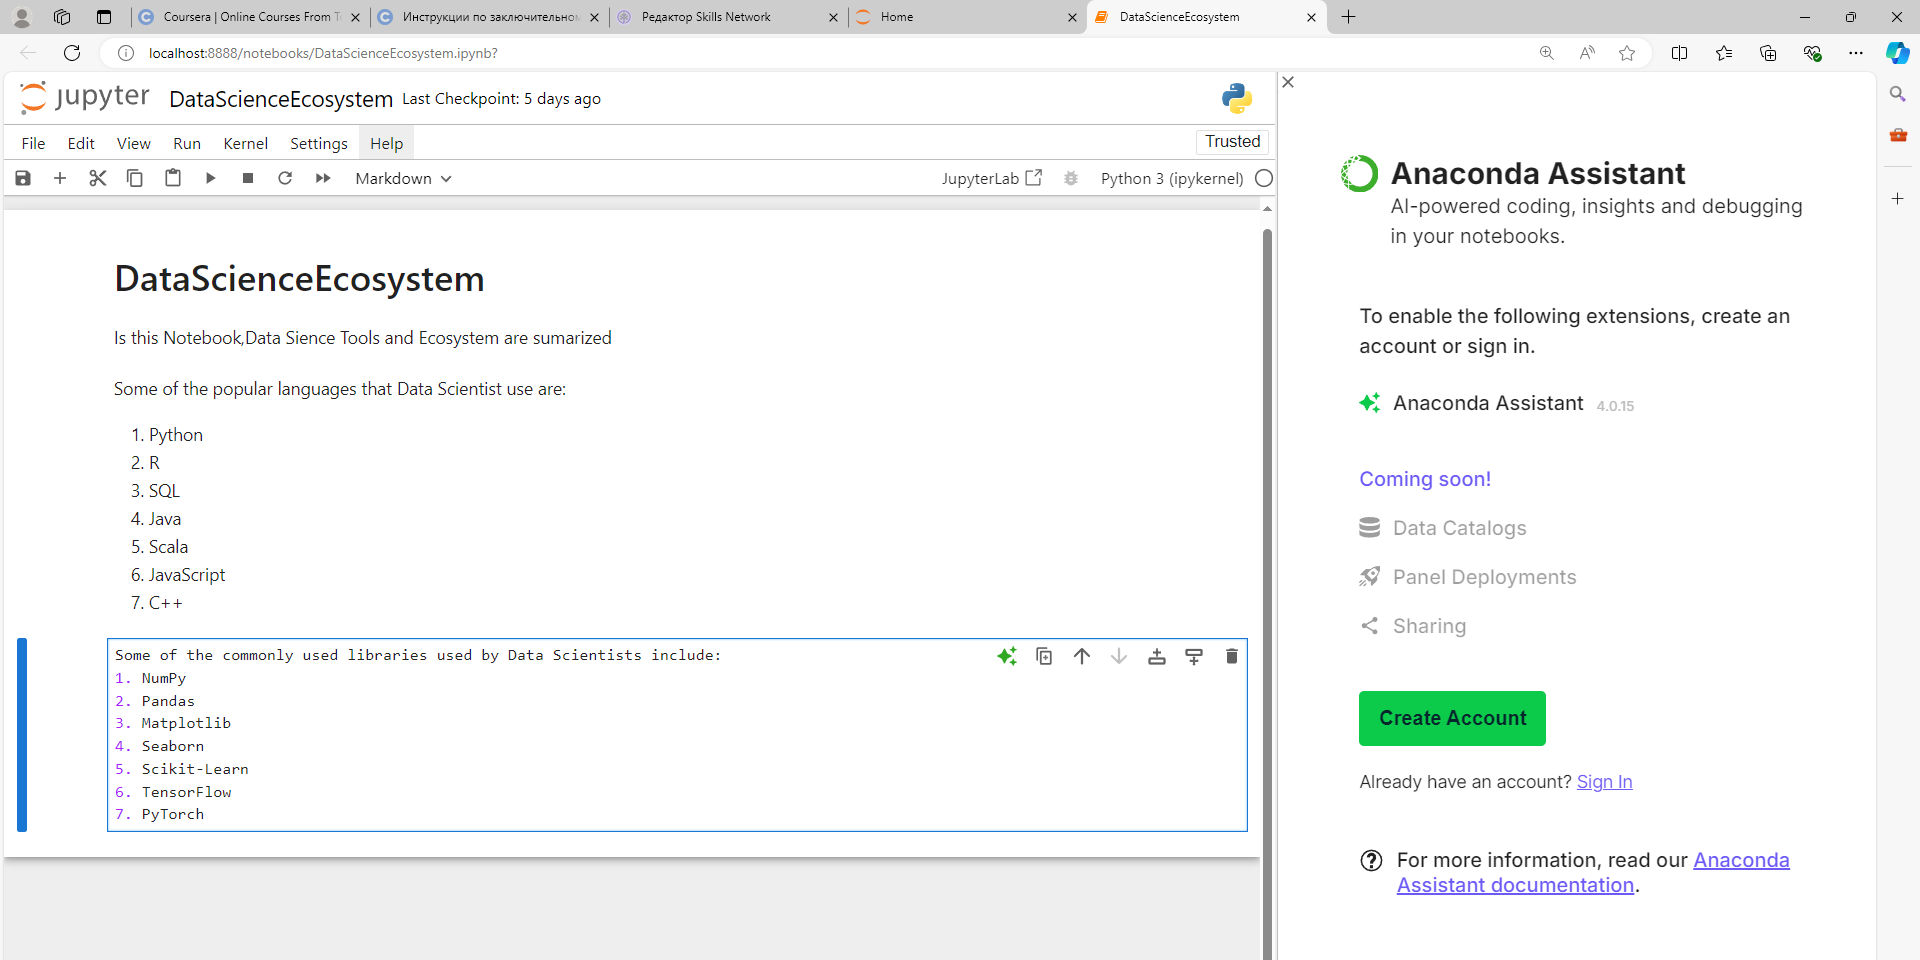 Coursera | Online Courses From T
Инструкции по заключительно
Редактор Skills Network
Home
DataScienceEcosystem
localhost:8888/notebooks/DataScienceEcosystem.ipynb?
jupyter DataScienceEcosystem Last Checkpoint: 5 days ago
File Edit View Run Kernel Settings Help
Trusted
Markdown
JupyterLab
Python 3 (ipykernel)
DataScienceEcosystem
Is this Notebook,Data Sience Tools and Ecosystem are sumarized
Some of the popular languages that Data Scientist use are:
1. Python
2. R
3. SQL
4. Java
5. Scala
6. JavaScript
7. C++
Some of the commonly used libraries used by Data Scientists include:
1. NumPy
2. Pandas
3. Matplotlib
4. Seaborn
5. Scikit-Learn
6. TensorFlow
7. PyTorch
Anaconda Assistant
AI-powered coding, insights and debugging
in your notebooks.
To enable the following extensions, create an
account or sign in.
Anaconda Assistant 4.0.15
Coming soon!
Data Catalogs
Panel Deployments
Sharing
Create Account
Already have an account? Sign In
For more information, read our Anaconda
Assistant documentation.